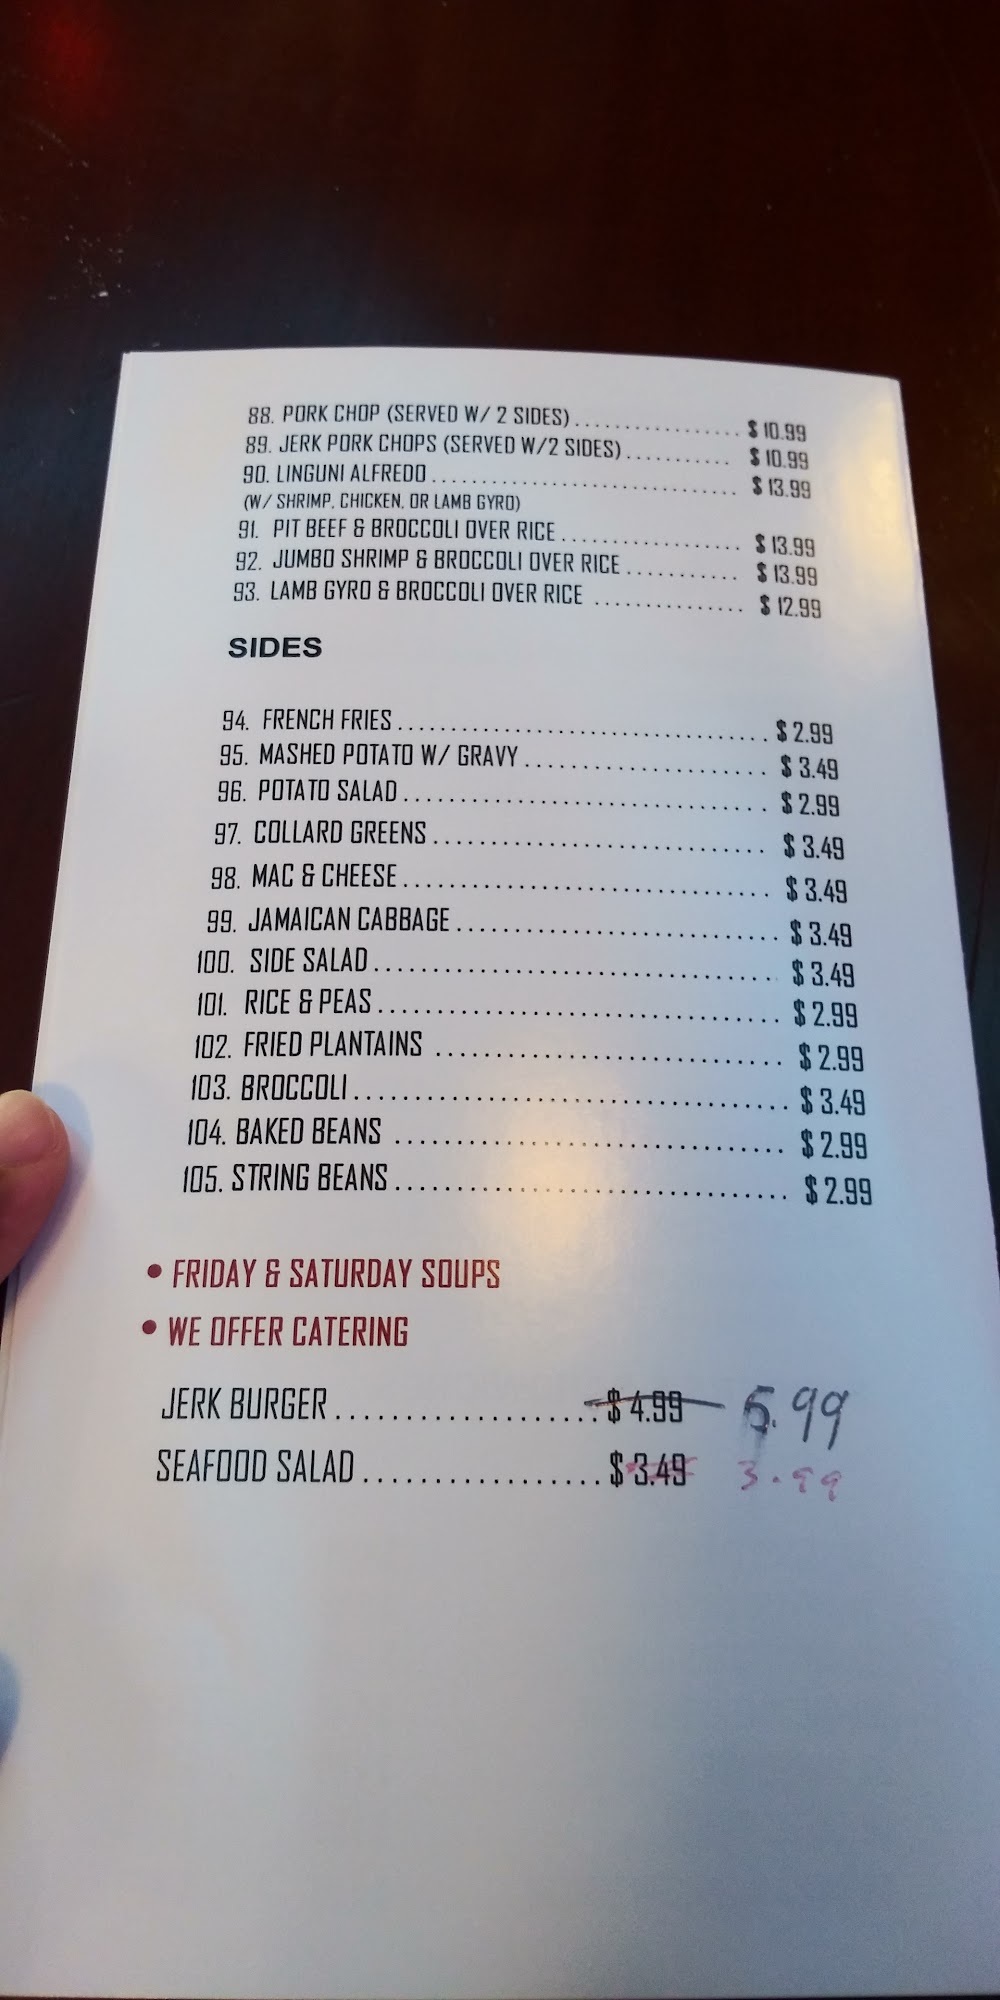 88. PORK CHOP (SERVED W/ 2 SIDES) ................. $ 10.99
89. JERK PORK CHOPS (SERVED W/2 SIDES) ........... $ 10.99
90. LINGUNI ALFREDO ................................ $ 13.99
(W/ SHRIMP, CHICKEN, OR LAMB GYRO)
91. PIT BEEF & BROCCOLI OVER RICE ................... $ 13.99
92. JUMBO SHRIMP & BROCCOLI OVER RICE ............ $ 13.99
93. LAMB GYRO & BROCCOLI OVER RICE ................ $ 12.99
SIDES
94. FRENCH FRIES ................................... $ 2.99
95. MASHED POTATO W/ GRAVY ....................... $ 3.49
96. POTATO SALAD ................................... $ 2.99
97. COLLARD GREENS ................................ $ 3.49
98. MAC & CHEESE ................................... $ 3.49
99. JAMAICAN CABBAGE .............................. $ 3.49
100. SIDE SALAD ..................................... $ 3.49
101. RICE & PEAS ..................................... $ 2.99
102. FRIED PLANTAINS ................................ $ 2.99
103. BROCCOLI ........................................ $ 3.49
104. BAKED BEANS ................................... $ 2.99
105. STRING BEANS ................................... $ 2.99
• FRIDAY & SATURDAY SOUPS
• WE OFFER CATERING
JERK BURGER ...................... $ 4.99 5.99
SEAFOOD SALAD .................... $ 3.49 3.99